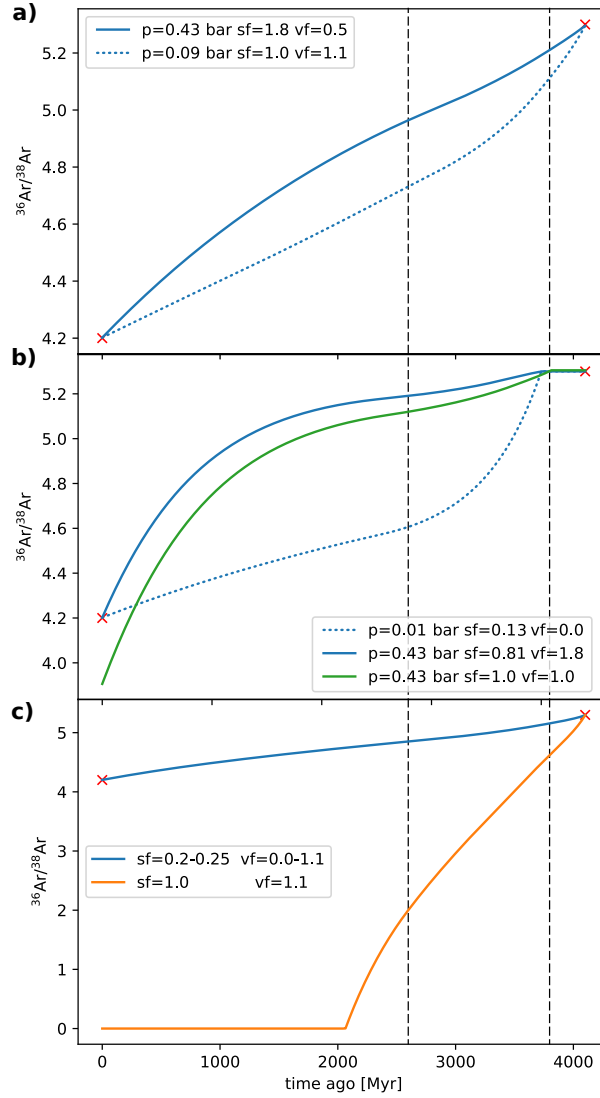 a)
p=0.43 bar sf=1.8 vf=0.5
p=0.09 bar sf=1.0 vf=1.1
5.2
5.0
4.8
4.6
4.4
4.2
³⁶Ar/³⁸Ar
b)
5.2
5.0
4.8
4.6
4.4
4.2
4.0
³⁶Ar/³⁸Ar
p=0.01 bar sf=0.13 vf=0.0
p=0.43 bar sf=0.81 vf=1.8
p=0.43 bar sf=1.0 vf=1.0
c)
5
4
3
2
1
0
³⁶Ar/³⁸Ar
sf=0.2-0.25 vf=0.0-1.1
sf=1.0 vf=1.1
0 1000 2000 3000 4000
time ago [Myr]